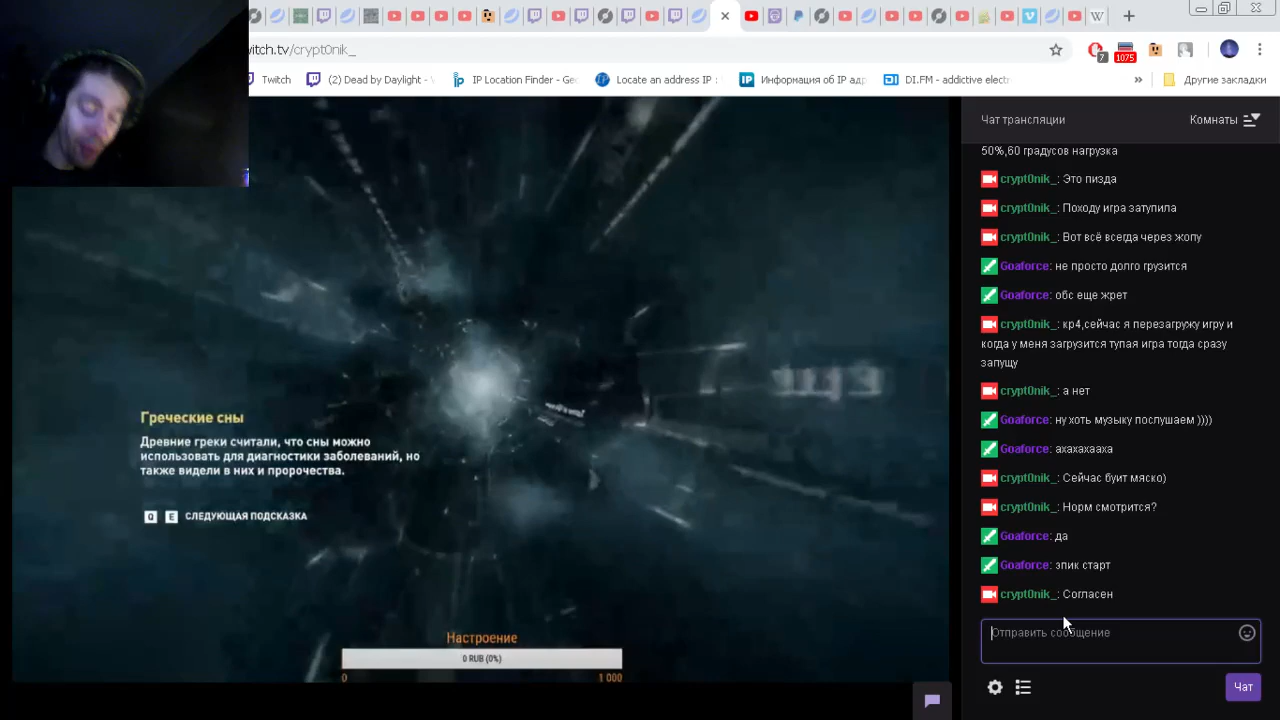 itch.tv/crypt0nik_
7
1075
Twitch
(2) Dead by Daylight -
IP Location Finder - Geo
Locate an address IP :
Информация об IP адр
DI.FM - addictive electr
»
Другие закладки
Чат трансляции
Комнаты
50%,60 градусов нагрузка
crypt0nik_: Это пизда
crypt0nik_: Походу игра затупила
crypt0nik_: Вот всё всегда через жопу
Goaforce: не просто долго грузится
Goaforce: обс еще жрет
crypt0nik_: кр4,сейчас я перезагружу игру и
когда у меня загрузится тупая игра тогда сразу
запущу
crypt0nik_: а нет
Goaforce: ну хоть музыку послушаем ))))
Goaforce: ахахахааха
crypt0nik_: Сейчас буит мяско)
crypt0nik_: Норм смотрится?
Goaforce: да
Goaforce: эпик старт
crypt0nik_: Согласен
Отправить сообщение
Чат
Греческие сны
Древние греки считали, что сны можно
использовать для диагностики заболеваний, но
также видели в них и пророчества.
Q E СЛЕДУЮЩАЯ ПОДСКАЗКА
Настроение
0 RUB (0%)
0 1 000